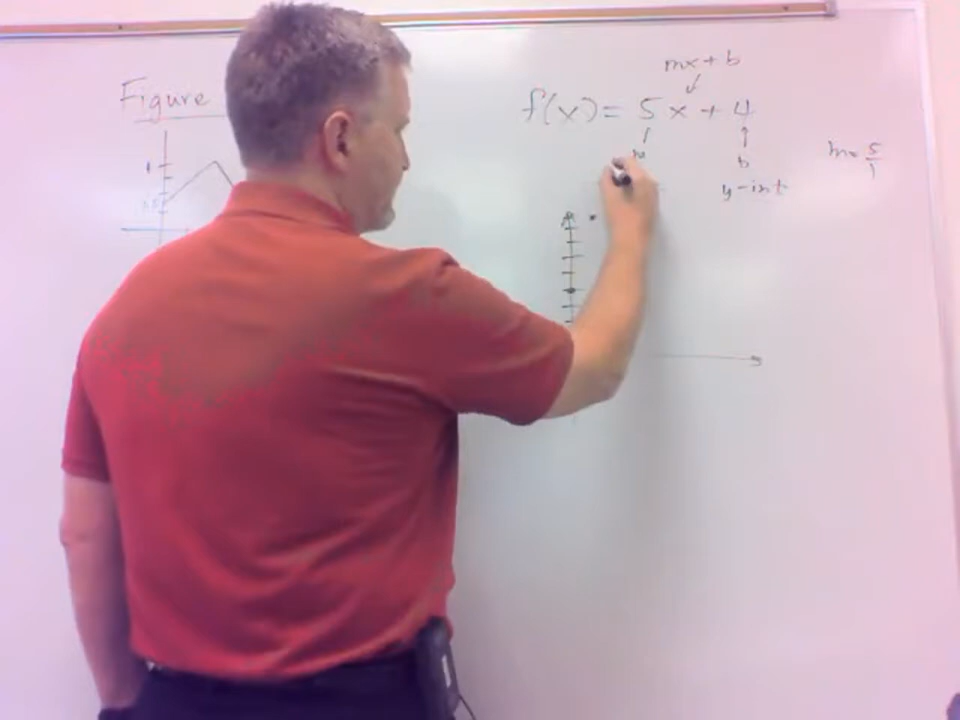 Figure
mx + b
f(x) = 5x + 4
m
b
y-int
m = 5/1